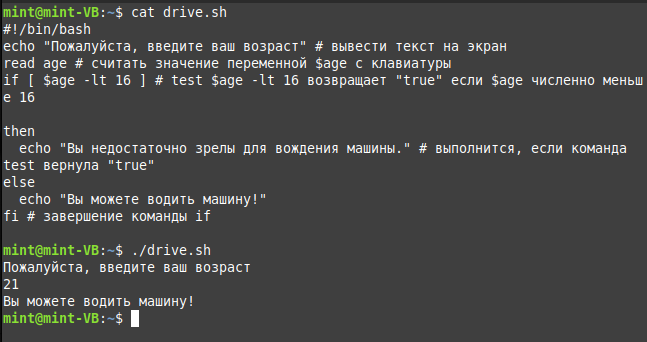 mint@mint-VB:~$ cat drive.sh
#!/bin/bash
echo "Пожалуйста, введите ваш возраст" # вывести текст на экран
read age # считать значение переменной $age с клавиатуры
if [ $age -lt 16 ] # test $age -lt 16 возвращает "true" если $age численно меньш
е 16
then
  echo "Вы недостаточно зрелы для вождения машины." # выполнится, если команда
test вернула "true"
else
  echo "Вы можете водить машину!"
fi # завершение команды if
mint@mint-VB:~$ ./drive.sh
Пожалуйста, введите ваш возраст
21
Вы можете водить машину!
mint@mint-VB:~$